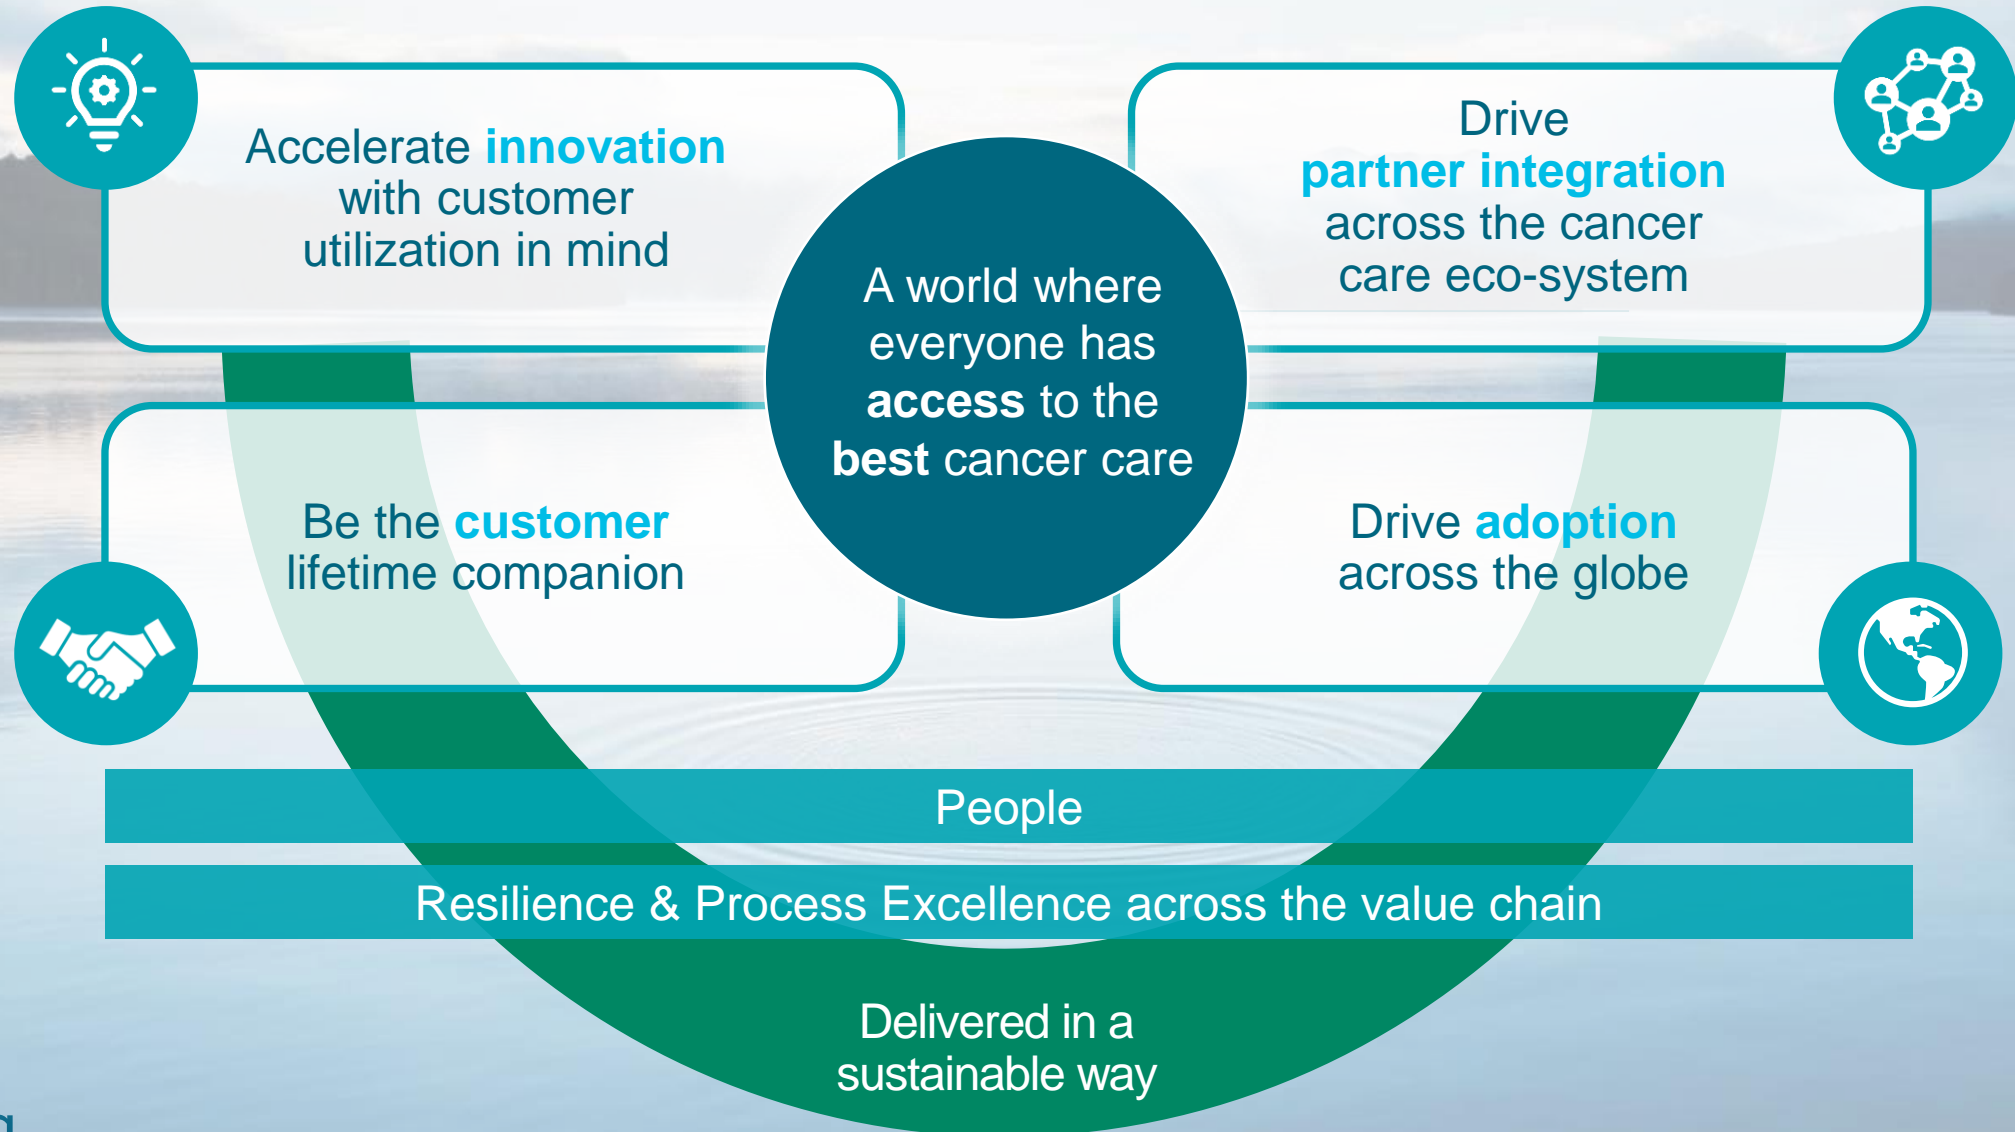 Accelerate innovation
with customer
utilization in mind
Drive
partner integration
across the cancer
care eco-system
A world where
everyone has
access to the
best cancer care
Be the customer
lifetime companion
Drive adoption
across the globe
People
Resilience & Process Excellence across the value chain
Delivered in a
sustainable way